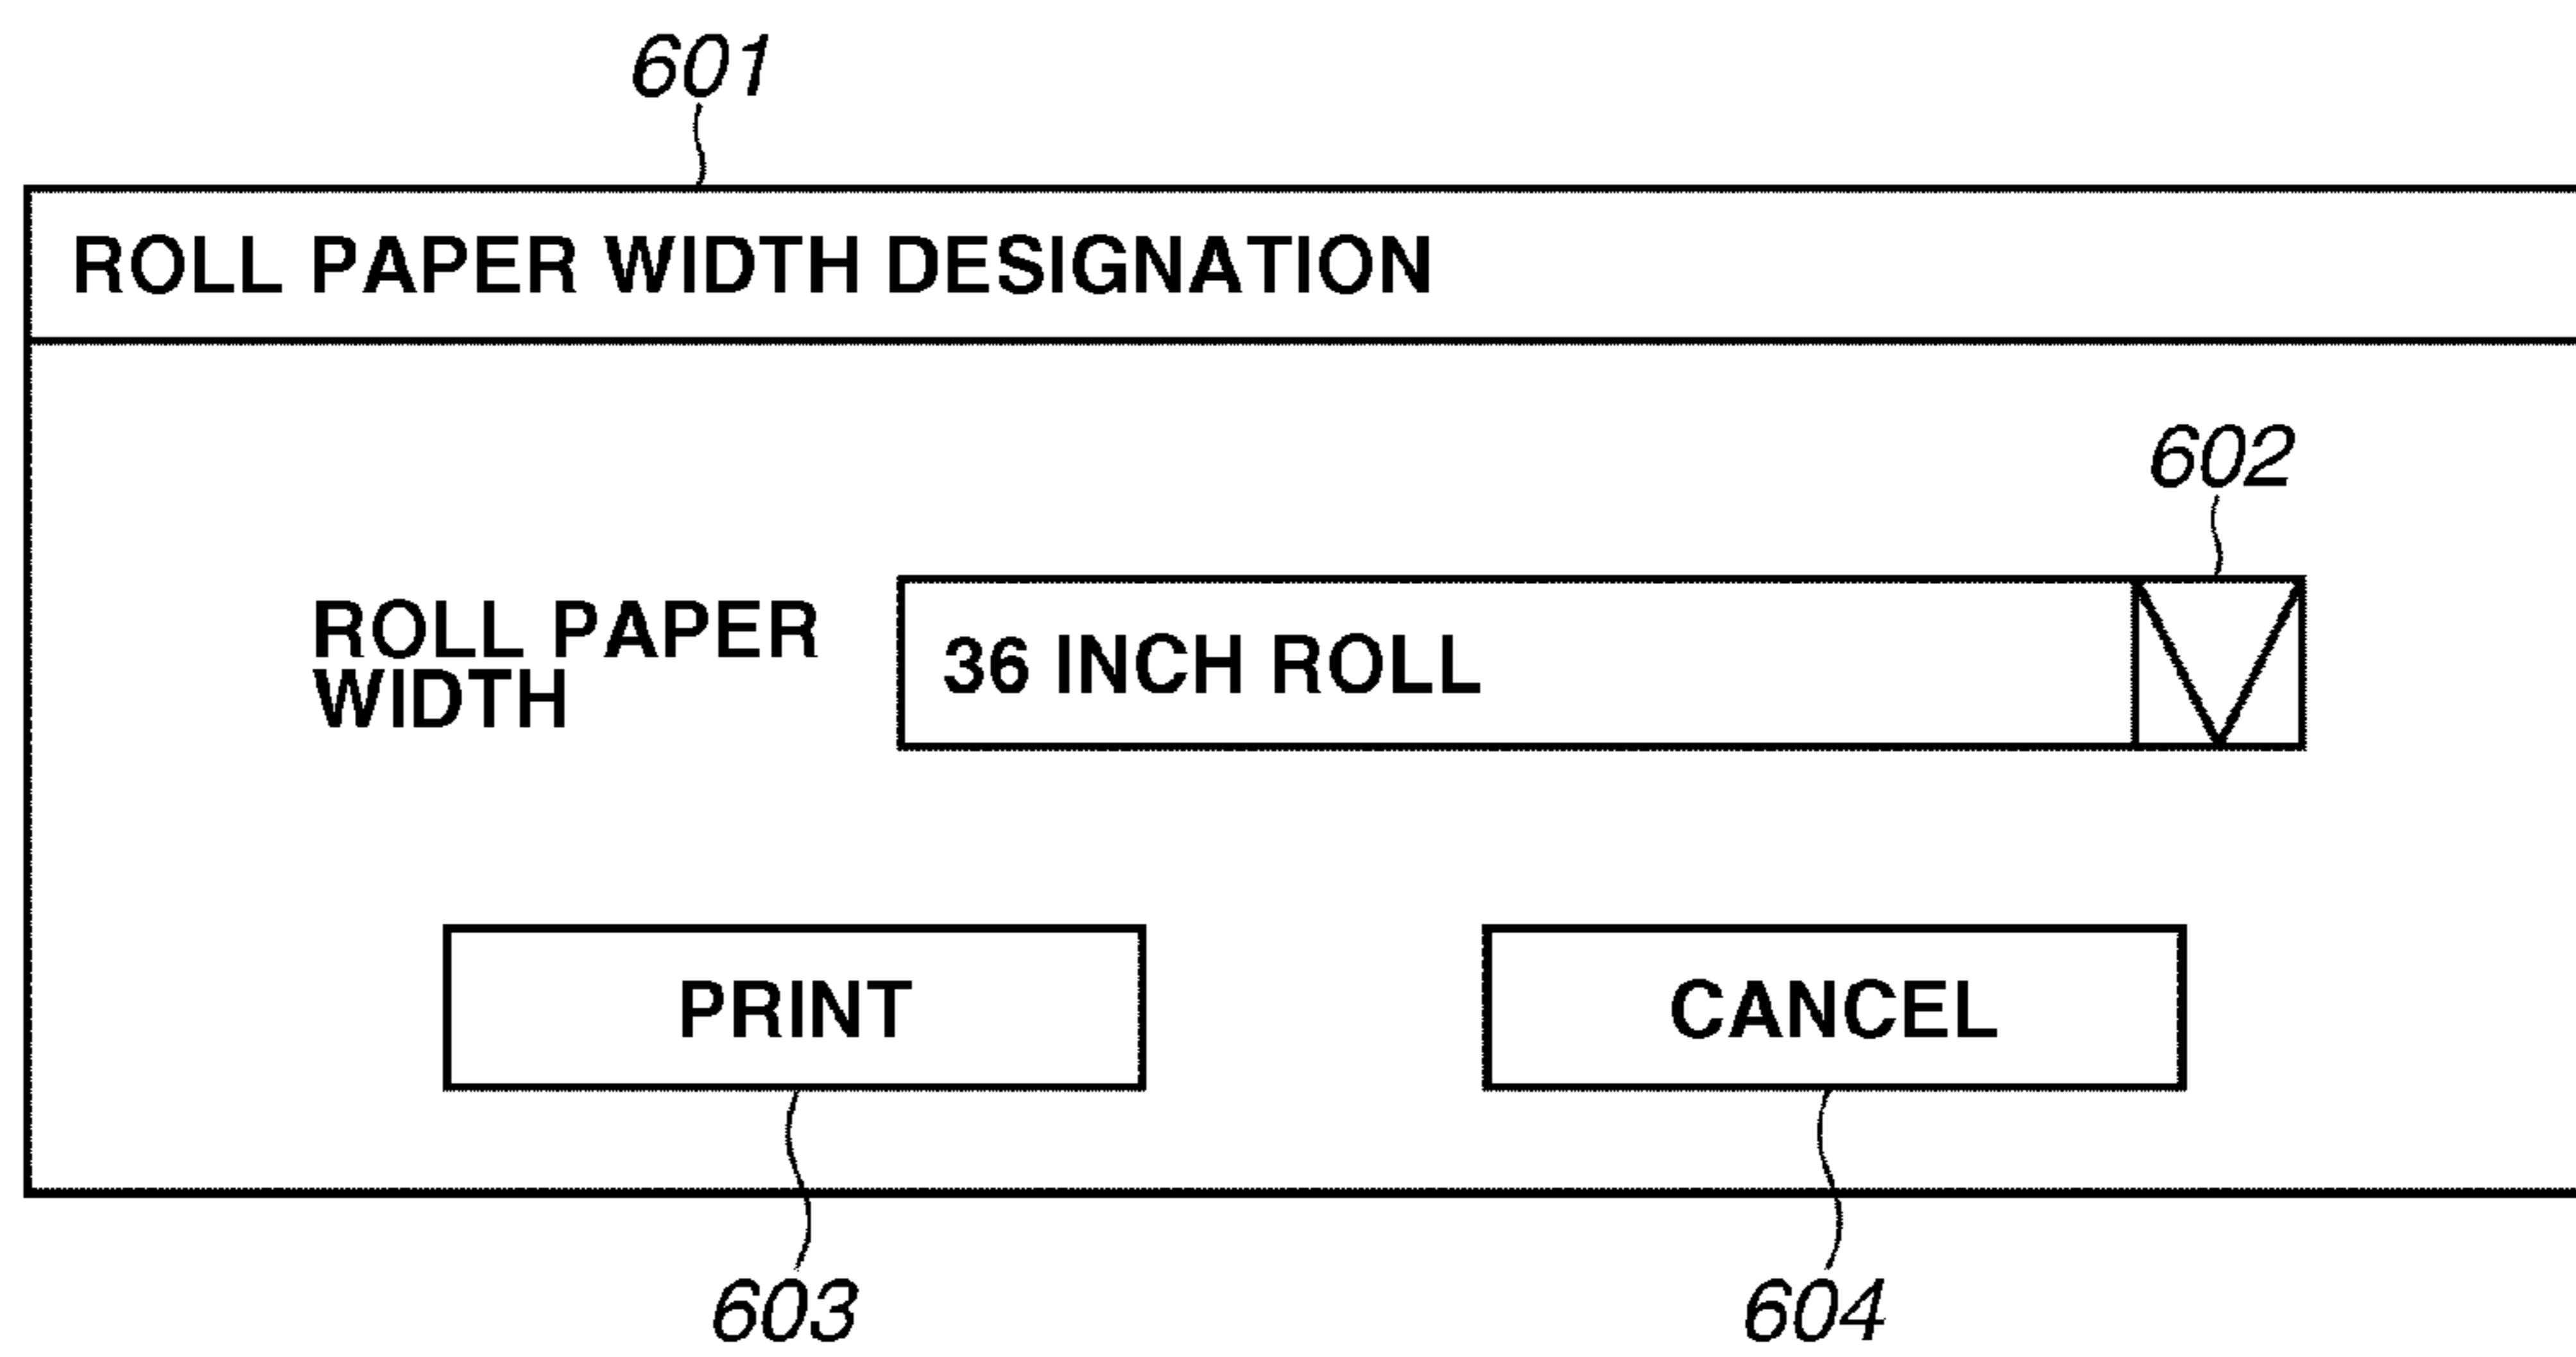 601
ROLL PAPER WIDTH DESIGNATION
602
ROLL PAPER
WIDTH
36 INCH ROLL
PRINT
CANCEL
603
604